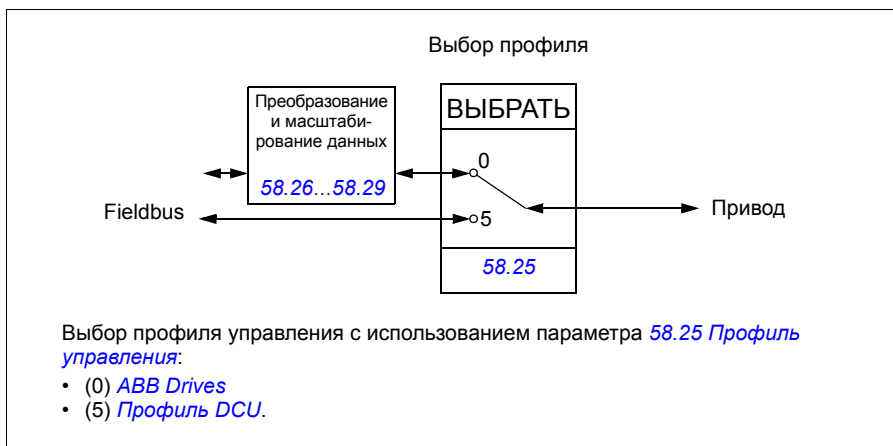 Выбор профиля
Преобразование
и масштаби-
рование данных
58.26...58.29
ВЫБРАТЬ
0
5
58.25
Fieldbus
Привод
Выбор профиля управления с использованием параметра 58.25 Профиль
управления:
• (0) ABB Drives
• (5) Профиль DCU.